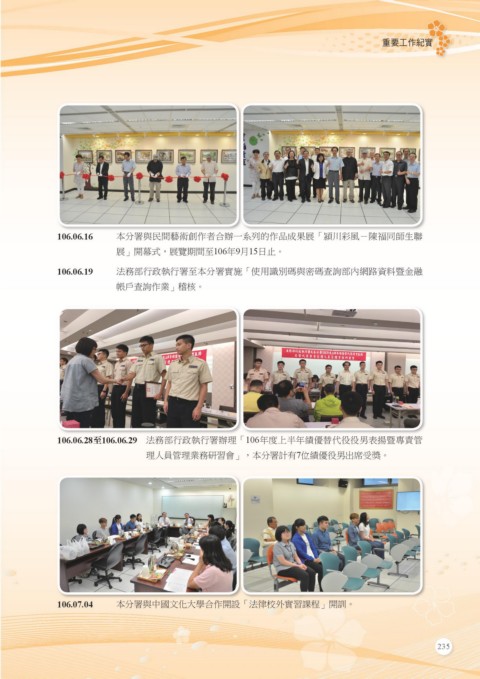 重要工作紀實
106.06.16 本分署與民間藝術創作者合辦一系列的作品成果展「潁川彩風－陳福同師生聯
展」開幕式，展覽期間至106年9月15日止。
106.06.19 法務部行政執行署至本分署實施「使用識別碼與密碼查詢部內網路資料暨金融
帳戶查詢作業」稽核。
106.06.28至106.06.29 法務部行政執行署辦理「106年度上半年績優替代役役男表揚暨專責管
理人員管理業務研習會」，本分署計有7位績優役男出席受獎。
106.07.04 本分署與中國文化大學合作開設「法律校外實習課程」開訓。
235